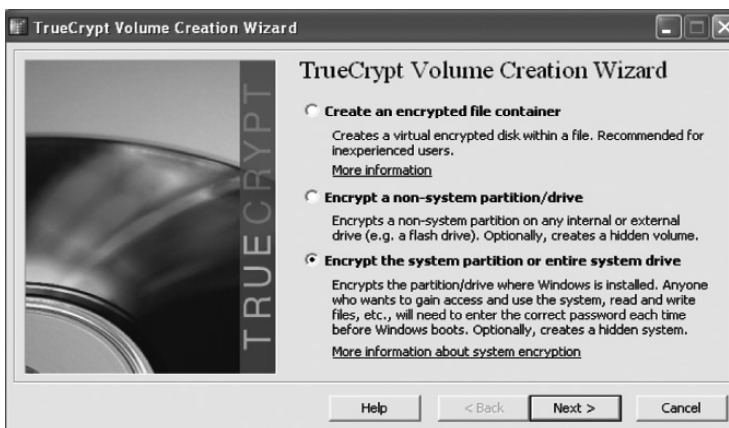 TrueCrypt Volume Creation Wizard
TRUECRYPT
TrueCrypt Volume Creation Wizard
Create an encrypted file container
Creates a virtual encrypted disk within a file. Recommended for
inexperienced users.
More information
Encrypt a non-system partition/drive
Encrypts a non-system partition on any internal or external
drive (e.g. a flash drive). Optionally, creates a hidden volume.
Encrypt the system partition or entire system drive
Encrypts the partition/drive where Windows is installed. Anyone
who wants to gain access and use the system, read and write
files, etc., will need to enter the correct password each time
before Windows boots. Optionally, creates a hidden system.
More information about system encryption
Help < Back Next > Cancel